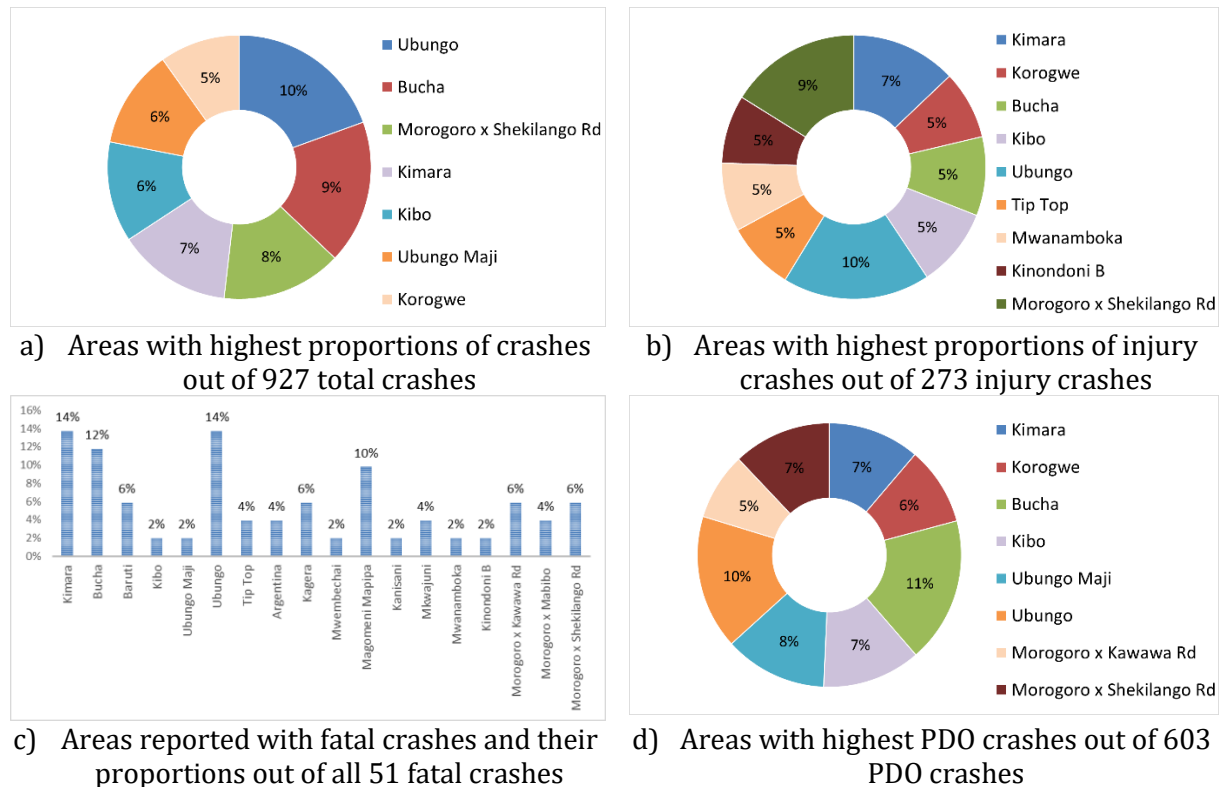 10%
9%
8%
7%
6%
6%
5%
Ubungo
Bucha
Morogoro x Shekilango Rd
Kimara
Kibo
Ubungo Maji
Korogwe
a) Areas with highest proportions of crashes
out of 927 total crashes
7%
5%
5%
5%
10%
5%
5%
5%
9%
Kimara
Korogwe
Bucha
Kibo
Ubungo
Tip Top
Mwanamboka
Kinondoni B
Morogoro x Shekilango Rd
b) Areas with highest proportions of injury
crashes out of 273 injury crashes
16%
14%
12%
10%
8%
6%
4%
2%
0%
14%
12%
6%
2%
2%
14%
4%
4%
6%
2%
10%
2%
4%
2%
2%
6%
4%
6%
Kimara
Bucha
Baruti
Kibo
Ubungo Maji
Ubungo
Tip Top
Argentina
Kagera
Mwembechai
Magomeni Mapipa
Kanisani
Mkwajuni
Mwanamboka
Kinondoni B
Morogoro x Kawawa Rd
Morogoro x Mabibo
Morogoro x Shekilango Rd
c) Areas reported with fatal crashes and their
proportions out of all 51 fatal crashes
7%
6%
11%
7%
8%
10%
5%
7%
Kimara
Korogwe
Bucha
Kibo
Ubungo Maji
Ubungo
Morogoro x Kawawa Rd
Morogoro x Shekilango Rd
d) Areas with highest PDO crashes out of 603
PDO crashes